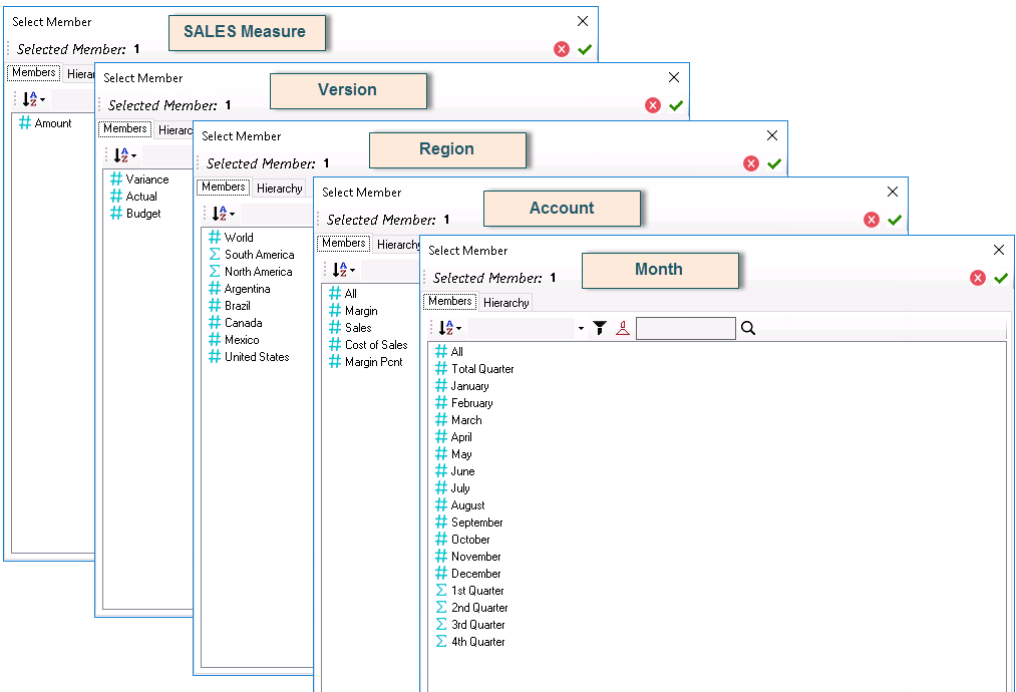 Select Member
SALES Measure
Selected Member: 1
Members Hierar
Amount
Select Member
Version
Selected Member: 1
Members Hierarc
Variance
Actual
Budget
Select Member
Region
Selected Member: 1
Members Hierarchy
World
South America
North America
Argentina
Brazil
Canada
Mexico
United States
Select Member
Account
Selected Member: 1
Members Hierarchy
All
Margin
Sales
Cost of Sales
Margin Pcnt
Select Member
Month
Selected Member: 1
Members Hierarchy
All
Total Quarter
January
February
March
April
May
June
July
August
September
October
November
December
1st Quarter
2nd Quarter
3rd Quarter
4th Quarter